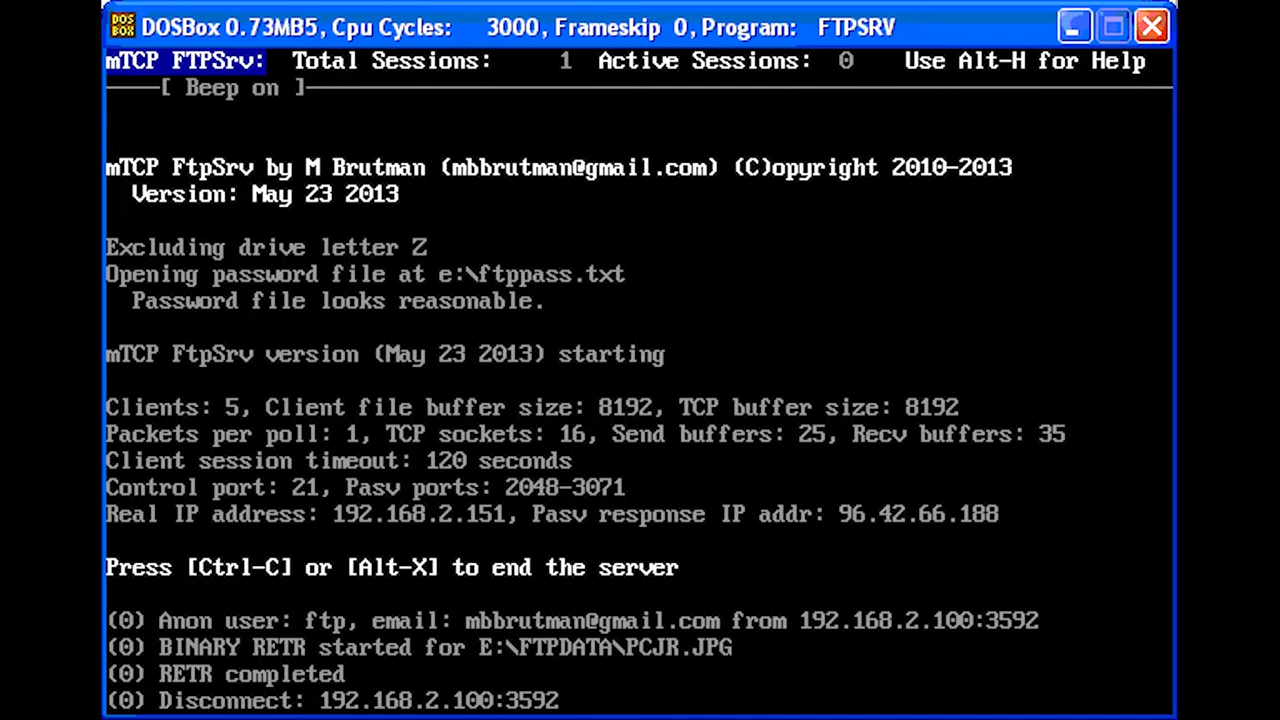 DOSBox 0.73MB5, Cpu Cycles: 3000, Frameskip 0, Program: FTPSRV
mTCP FTPSrv: Total Sessions: 1 Active Sessions: 0 Use Alt-H for Help
[ Beep on ]
mTCP FtpSrv by M Brutman (mbbrutman@gmail.com) (C)opyright 2010-2013
Version: May 23 2013
Excluding drive letter Z
Opening password file at e:\ftppass.txt
Password file looks reasonable.
mTCP FtpSrv version (May 23 2013) starting
Clients: 5, Client file buffer size: 8192, TCP buffer size: 8192
Packets per poll: 1, TCP sockets: 16, Send buffers: 25, Recv buffers: 35
Client session timeout: 120 seconds
Control port: 21, Pasv ports: 2048-3071
Real IP address: 192.168.2.151, Pasv response IP addr: 96.42.66.188
Press [Ctrl-C] or [Alt-X] to end the server
(0) Anon user: ftp, email: mbbrutman@gmail.com from 192.168.2.100:3592
(0) BINARY RETR started for E:\FTPDATA\PCJR.JPG
(0) RETR completed
(0) Disconnect: 192.168.2.100:3592